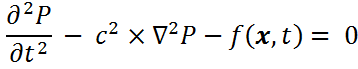 ∂²P/∂t² − c² × ∇²P − f(x, t) = 0